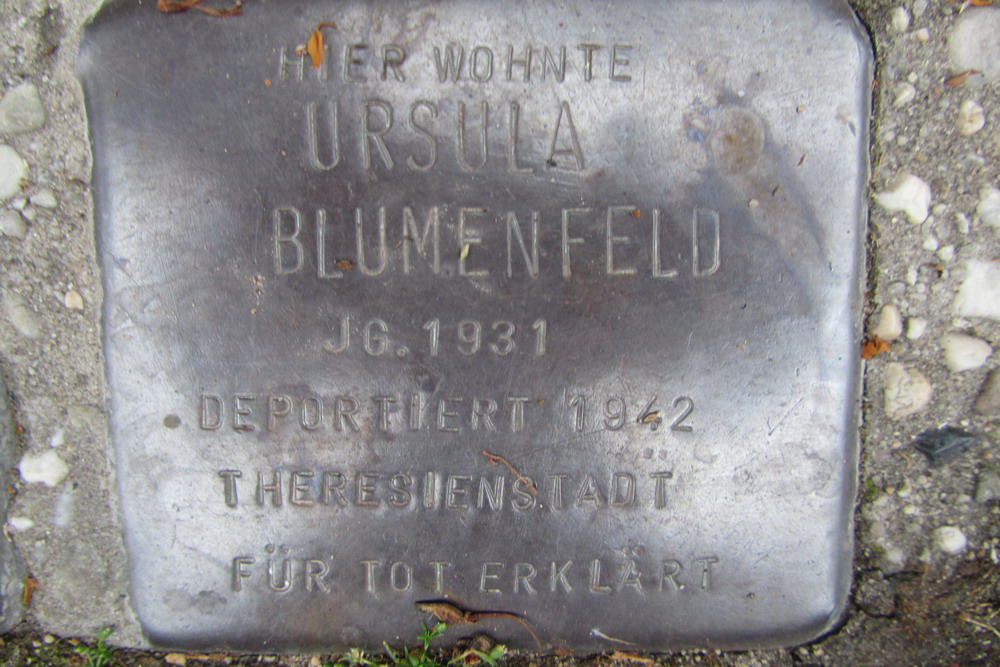 HIER WOHNTE
URSULA
BLUMENFELD
JG. 1931
DEPORTIERT 1942
THERESIENSTADT
FÜR TOT ERKLÄRT